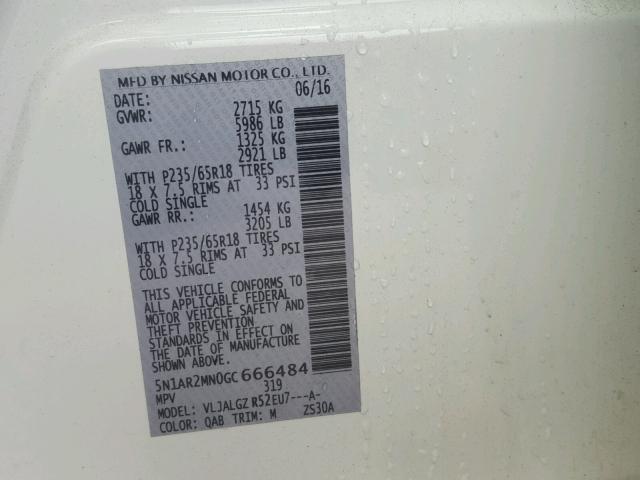 MFD BY NISSAN MOTOR CO., LTD.
DATE: 06/16
GVWR: 2715 KG
5986 LB
GAWR FR.: 1325 KG
2921 LB
WITH P235/65R18 TIRES
18 X 7.5 RIMS AT 33 PSI
COLD SINGLE
GAWR RR.: 1454 KG
3205 LB
WITH P235/65R18 TIRES
18 X 7.5 RIMS AT 33 PSI
COLD SINGLE
THIS VEHICLE CONFORMS TO
ALL APPLICABLE FEDERAL
MOTOR VEHICLE SAFETY AND
THEFT PREVENTION
STANDARDS IN EFFECT ON
THE DATE OF MANUFACTURE
SHOWN ABOVE.
5N1AR2MN0GC666484
MPV 319
MODEL: VLJALGZ R52EU7---A-
COLOR: QAB TRIM: M ZS30A